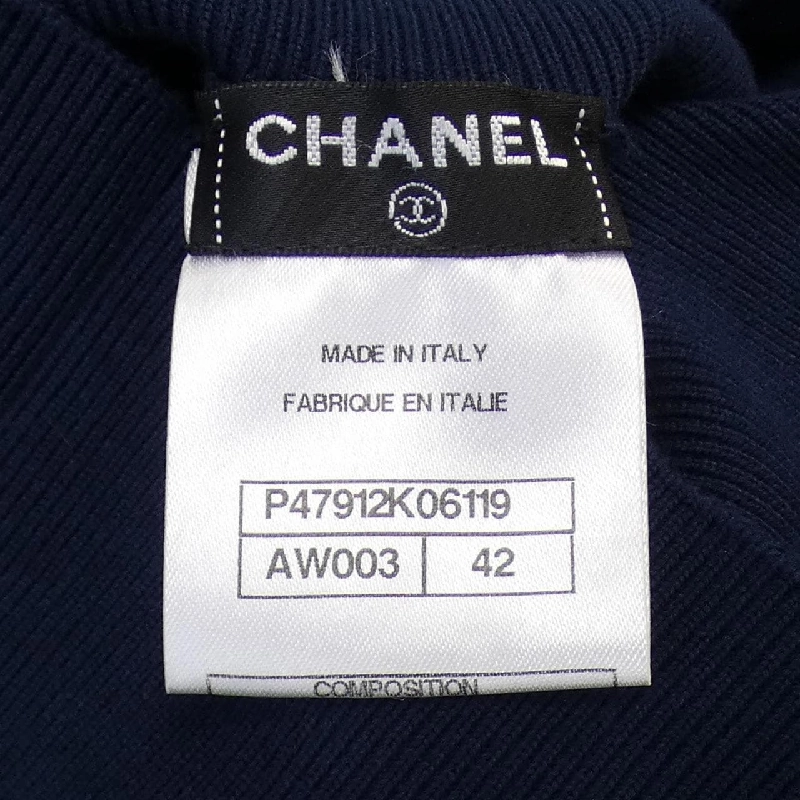 CHANEL
MADE IN ITALY
FABRIQUE EN ITALIE
P47912K06119
AW003 42
COMPOSITION